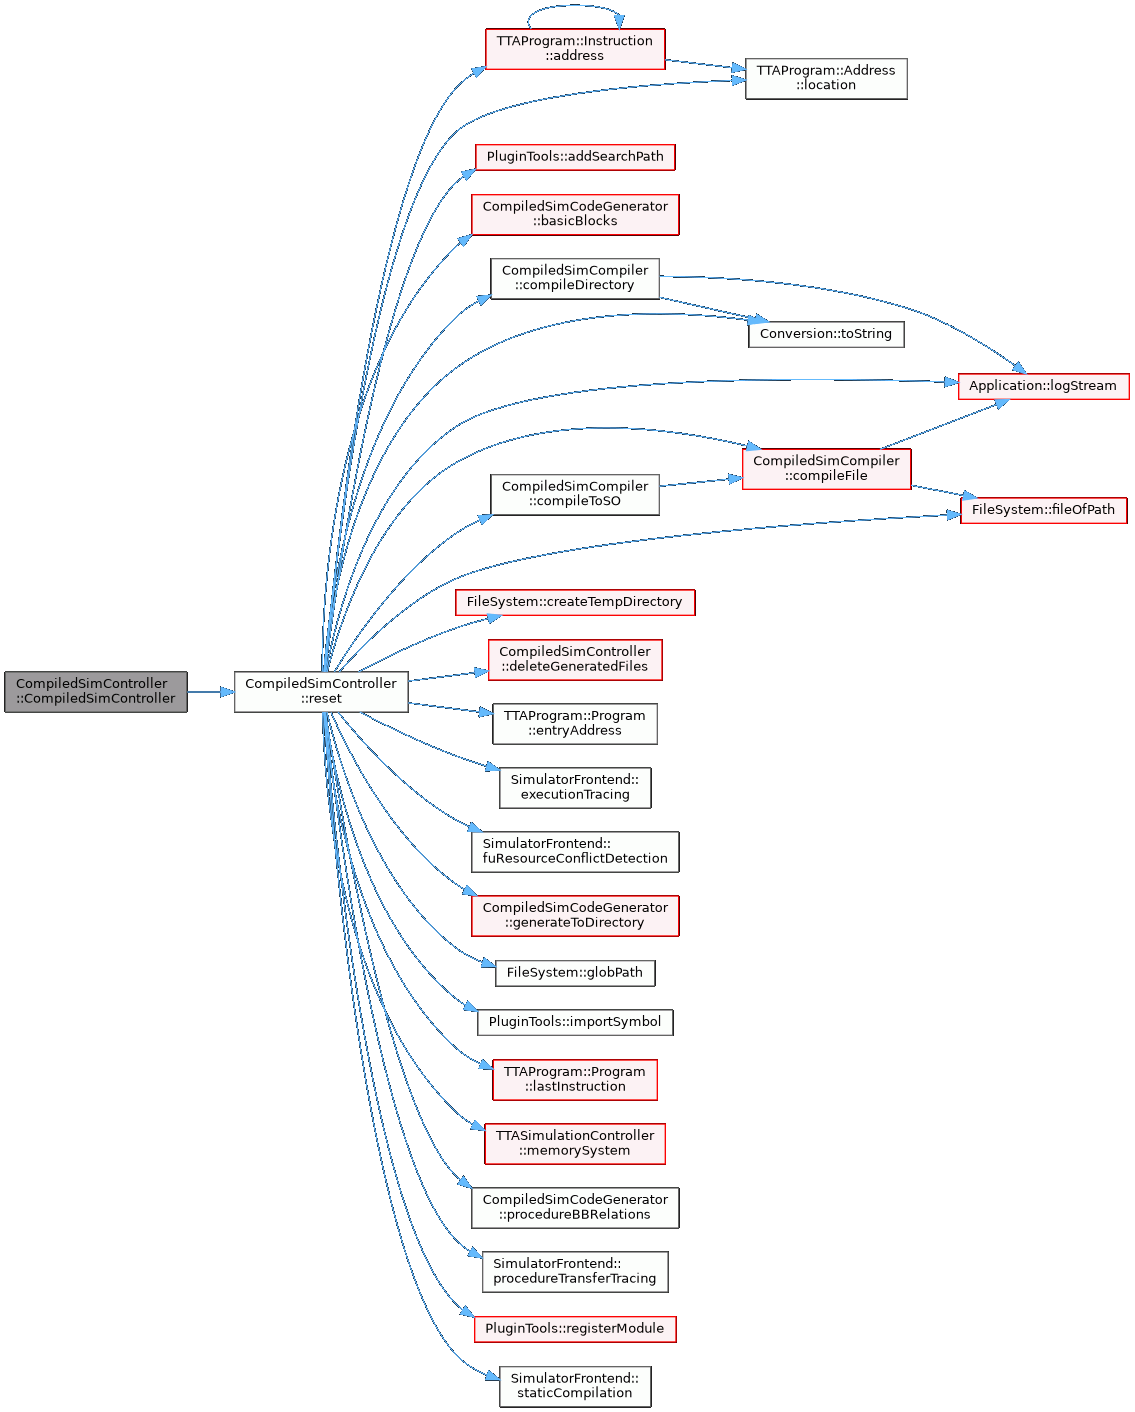 TTAProgram::Instruction
::address
TTAProgram::Address
::location
PluginTools::addSearchPath
CompiledSimCodeGenerator
::basicBlocks
CompiledSimCompiler
::compileDirectory
Conversion::toString
Application::logStream
CompiledSimCompiler
::compileFile
CompiledSimCompiler
::compileToSO
FileSystem::fileOfPath
FileSystem::createTempDirectory
CompiledSimController
::deleteGeneratedFiles
CompiledSimController
::CompiledSimController
CompiledSimController
::reset
TTAProgram::Program
::entryAddress
SimulatorFrontend::
executionTracing
SimulatorFrontend::
fuResourceConflictDetection
CompiledSimCodeGenerator
::generateToDirectory
FileSystem::globPath
PluginTools::importSymbol
TTAProgram::Program
::lastInstruction
TTASimulationController
::memorySystem
CompiledSimCodeGenerator
::procedureBBRelations
SimulatorFrontend::
procedureTransferTracing
PluginTools::registerModule
SimulatorFrontend::
staticCompilation